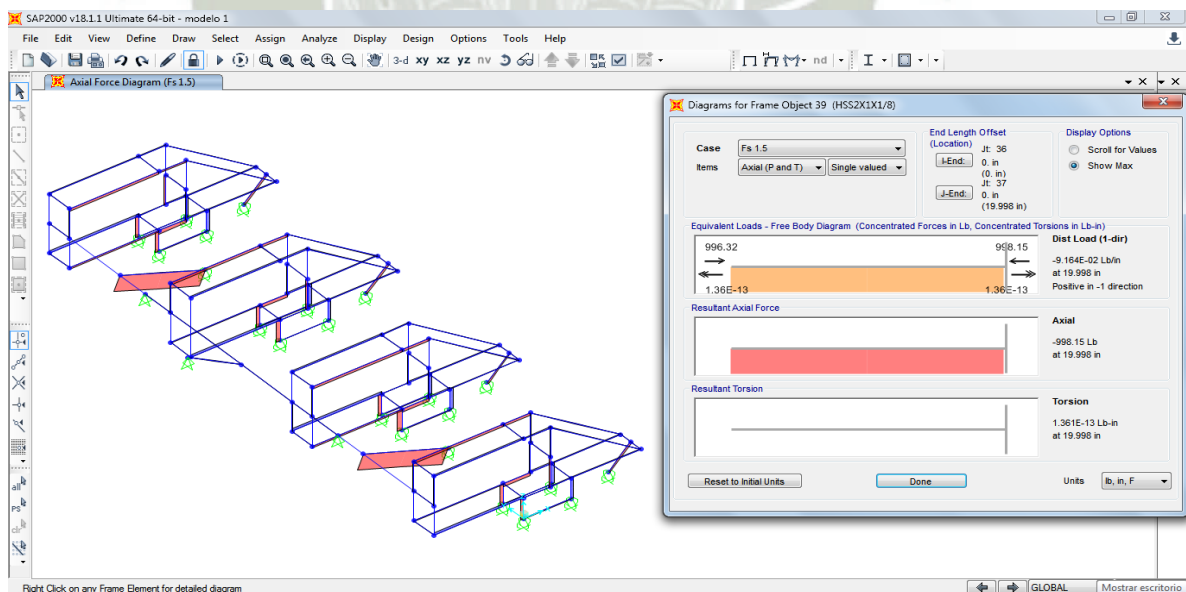 SAP2000 v18.1.1 Ultimate 64-bit - modelo 1
File Edit View Define Draw Select Assign Analyze Display Design Options Tools Help
3-d xy xz yz nv nd
Axial Force Diagram (Fs 1.5)
all
PS
clr
Diagrams for Frame Object 39 (HSS2X1X1/8)
Case Fs 1.5
Items Axial (P and T) Single valued
End Length Offset
(Location)
I-End: Jt: 36
0. in
(0. in)
J-End: Jt: 37
0. in
(19.998 in)
Display Options
Scroll for Values
Show Max
Equivalent Loads - Free Body Diagram (Concentrated Forces in Lb, Concentrated Torsions in Lb-in)
996.32 998.15
1.36E-13 1.36E-13
Dist Load (1-dir)
-9.164E-02 Lb/in
at 19.998 in
Positive in -1 direction
Resultant Axial Force
Axial
-998.15 Lb
at 19.998 in
Resultant Torsion
Torsion
1.361E-13 Lb-in
at 19.998 in
Reset to Initial Units Done Units lb, in, F
Right Click on any Frame Element for detailed diagram
GLOBAL Mostrar escritorio